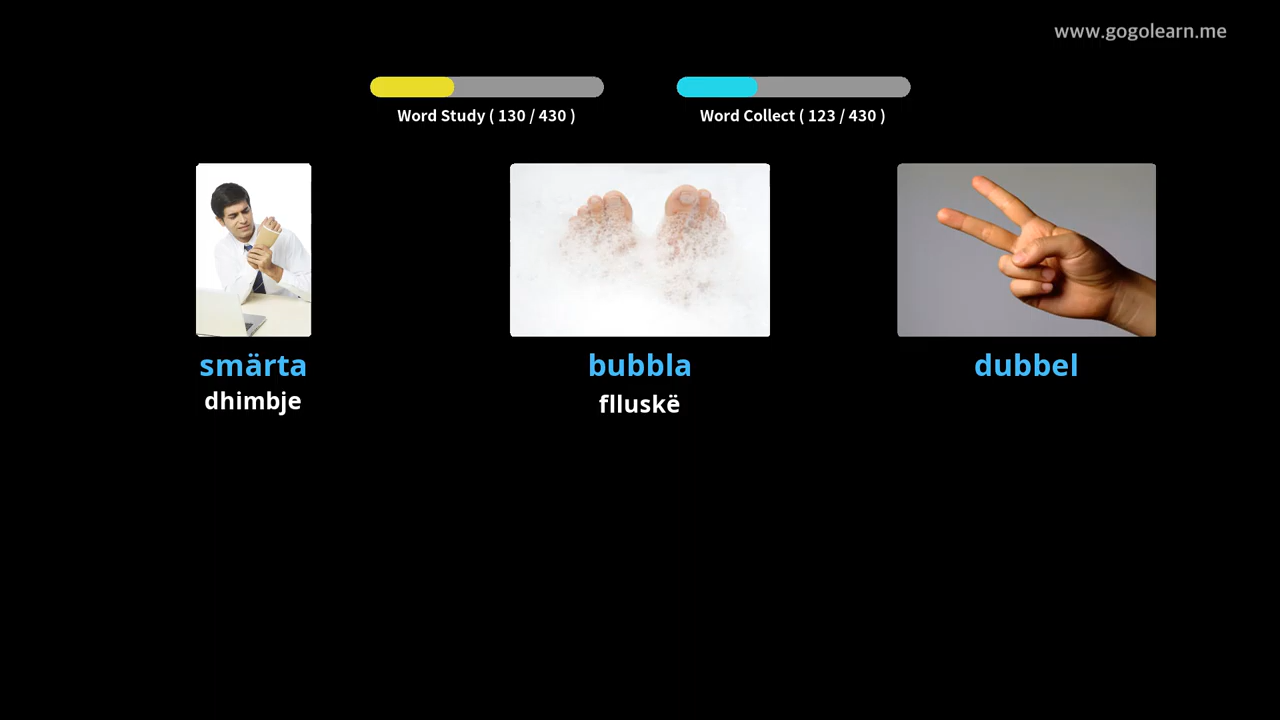 www.gogolearn.me
Word Study ( 130 / 430 )
Word Collect ( 123 / 430 )
smärta
dhimbje
bubbla
flluskë
dubbel